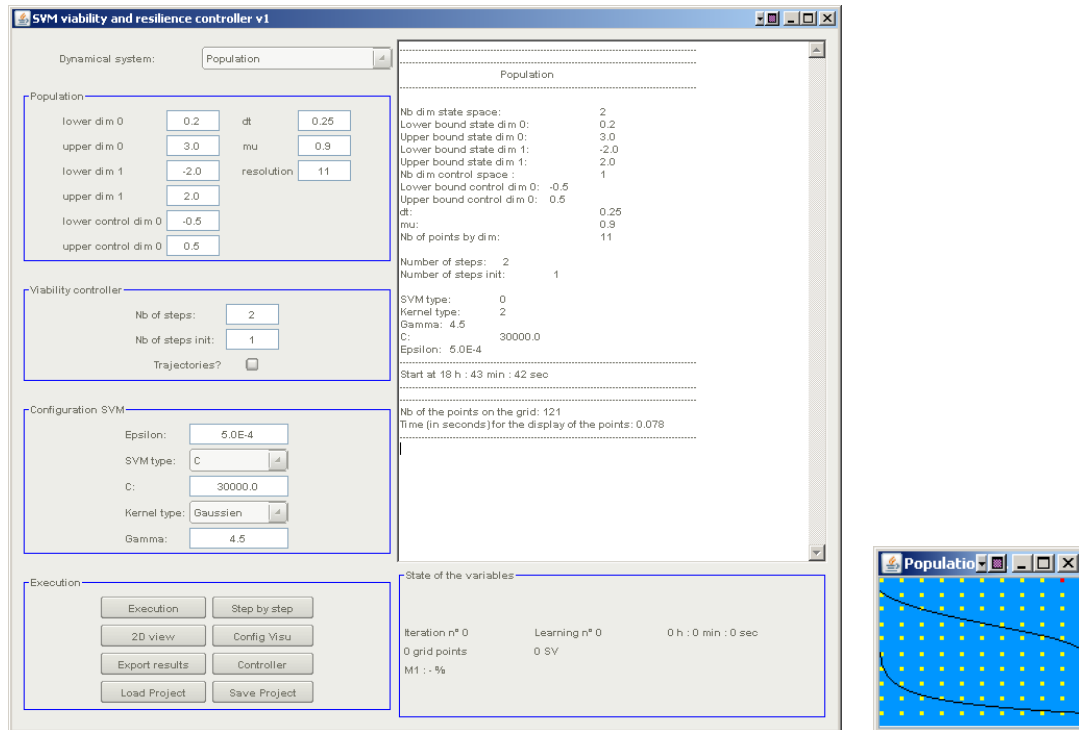 SVM viability and resilience controller v1
Dynamical system: Population
Population
lower dim 0 0.2 dt 0.25
upper dim 0 3.0 mu 0.9
lower dim 1 -2.0 resolution 11
upper dim 1 2.0
lower control dim 0 -0.5
upper control dim 0 0.5
Viability controller
Nb of steps: 2
Nb of steps init: 1
Trajectories?
Configuration SVM
Epsilon: 5.0E-4
SVM type: C
C: 30000.0
Kernel type: Gaussien
Gamma: 4.5
Execution
Execution Step by step
2D view Config Visu
Export results Controller
Load Project Save Project
Population
Nb dim state space: 2
Lower bound state dim 0: 0.2
Upper bound state dim 0: 3.0
Lower bound state dim 1: -2.0
Upper bound state dim 1: 2.0
Nb dim control space : 1
Lower bound control dim 0: -0.5
Upper bound control dim 0: 0.5
dt: 0.25
mu: 0.9
Nb of points by dim: 11
Number of steps: 2
Number of steps init: 1
SVM type: 0
Kernel type: 2
Gamma: 4.5
C: 30000.0
Epsilon: 5.0E-4
Start at 18 h : 43 min : 42 sec
Nb of the points on the grid: 121
Time (in seconds) for the display of the points: 0.078
State of the variables
Iteration n° 0 Learning n° 0 0 h : 0 min : 0 sec
0 grid points 0 SV
M1 : - %
Populatio